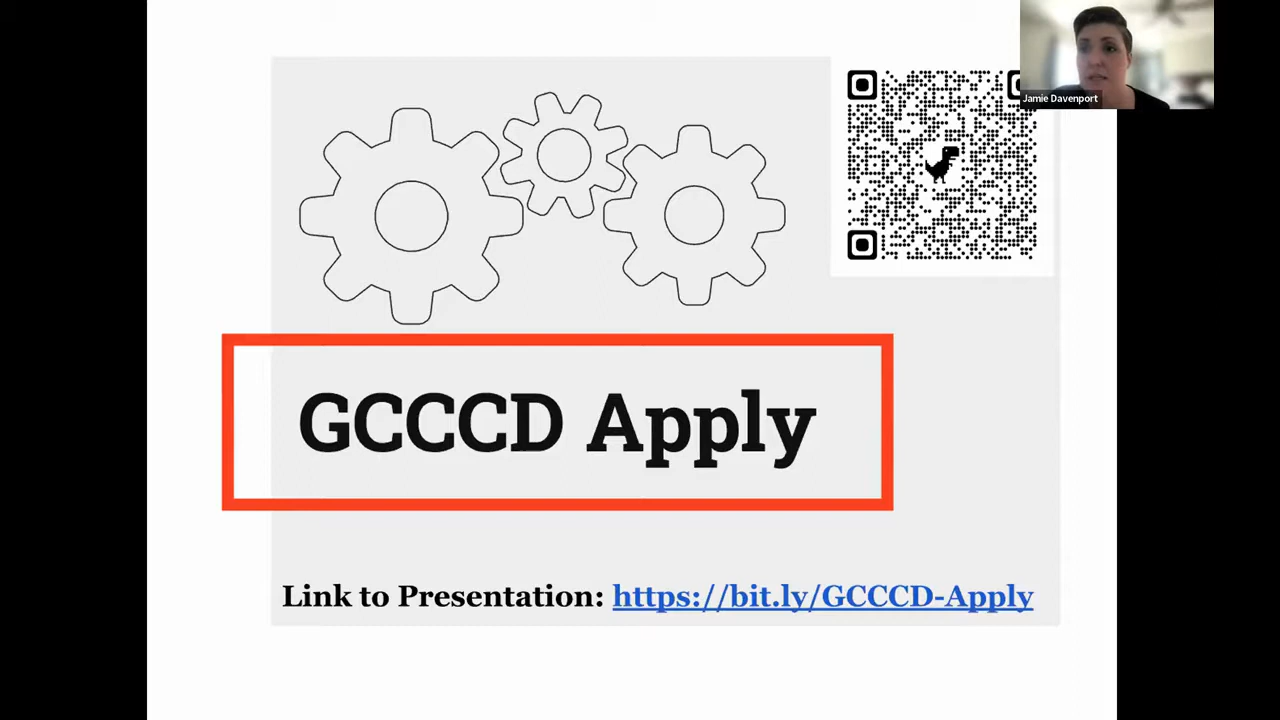 Jamie Davenport
GCCCD Apply
Link to Presentation: https://bit.ly/GCCCD-Apply